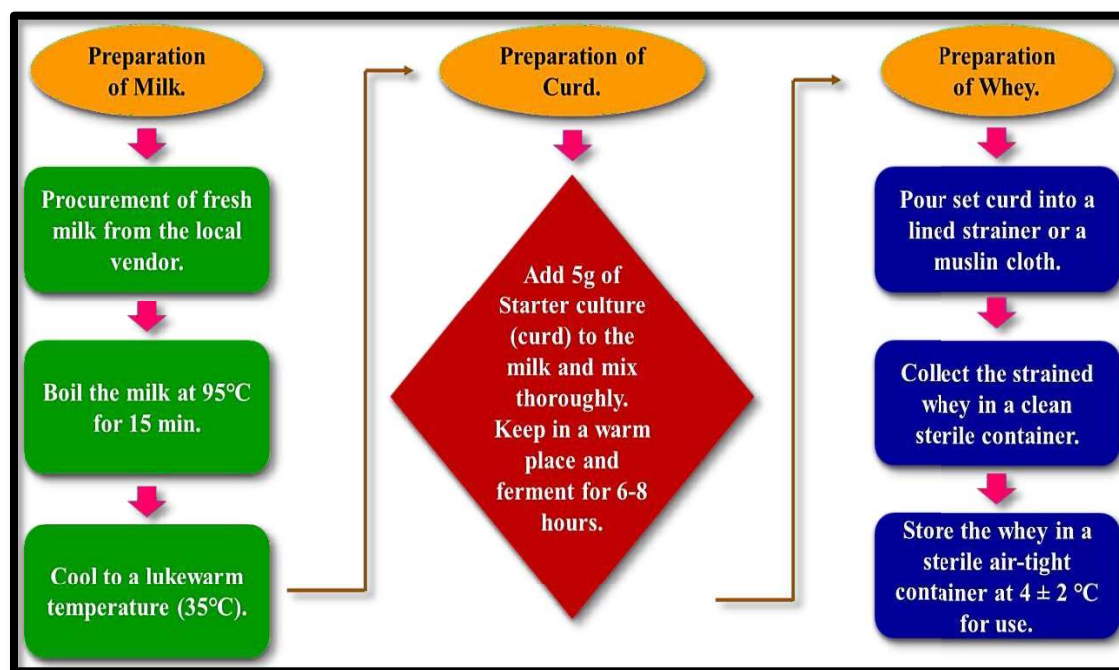 Preparation
of Milk.
Procurement of fresh
milk from the local
vendor.
Boil the milk at 95°C
for 15 min.
Cool to a lukewarm
temperature (35°C).
Preparation of
Curd.
Add 5g of
Starter culture
(curd) to the
milk and mix
thoroughly.
Keep in a warm
place and
ferment for 6-8
hours.
Preparation
of Whey.
Pour set curd into a
lined strainer or a
muslin cloth.
Collect the strained
whey in a clean
sterile container.
Store the whey in a
sterile air-tight
container at 4 ± 2 °C
for use.